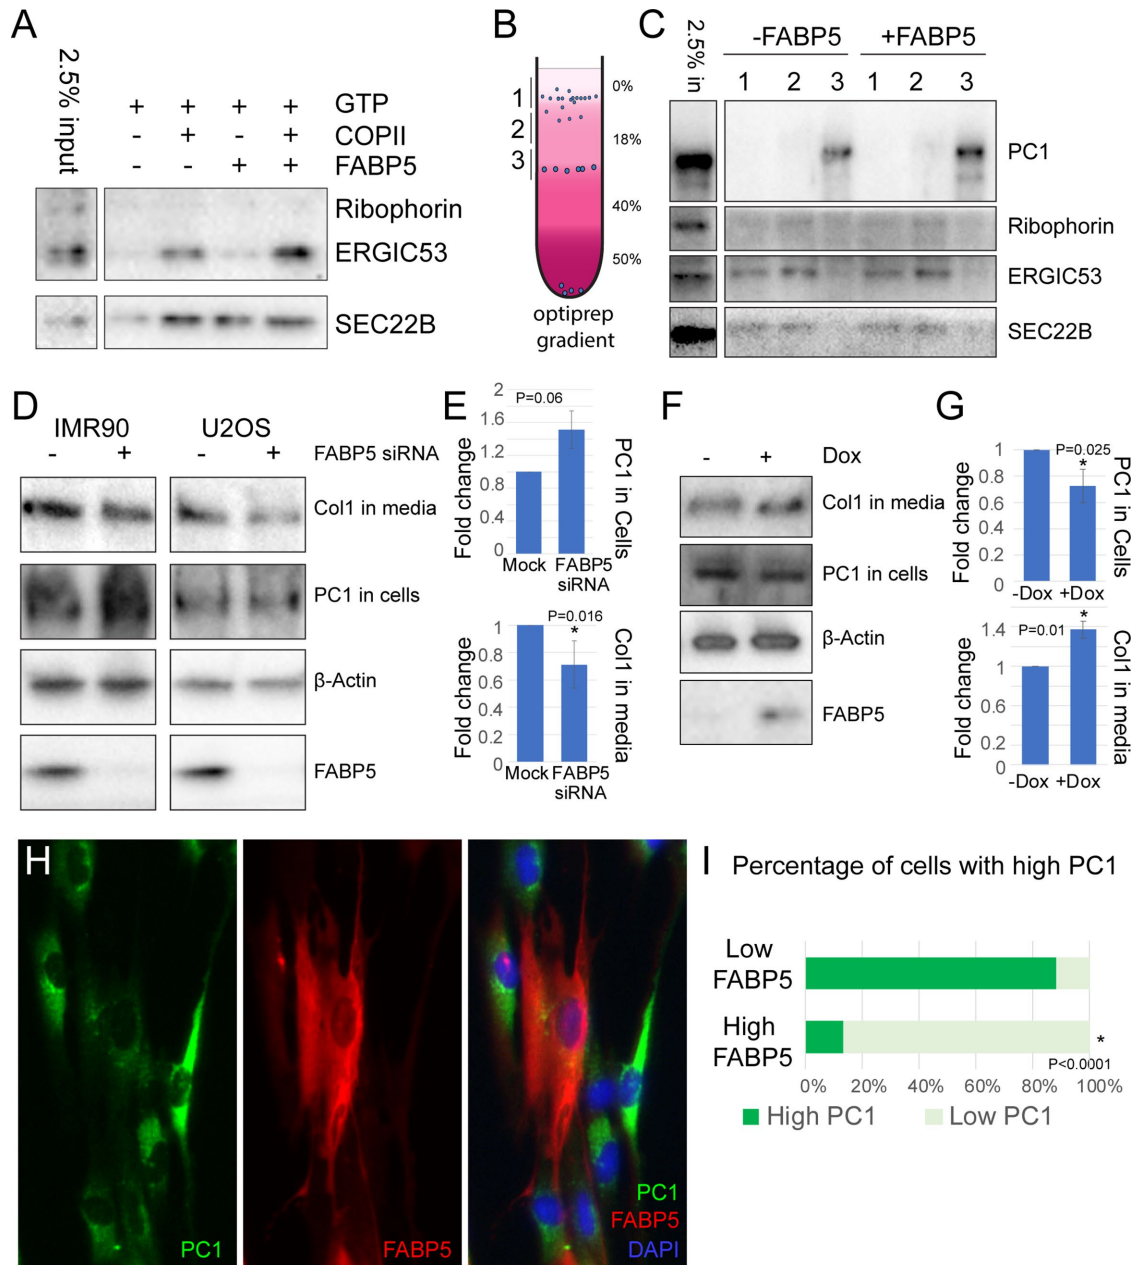 A
2.5% input
+ + + + GTP
- + - + COPII
- - + + FABP5
Ribophorin
ERGIC53
SEC22B
B
1
2
3
0%
18%
40%
50%
optiprep
gradient
C
2.5% in
-FABP5 +FABP5
1 2 3 1 2 3
PC1
Ribophorin
ERGIC53
SEC22B
D
IMR90 U2OS
- + - + FABP5 siRNA
Col1 in media
PC1 in cells
β-Actin
FABP5
E
2
1.6
1.2
0.8
0.4
0
P=0.06
Fold change
PC1 in Cells
Mock FABP5
siRNA
1
0.8
0.6
0.4
0.2
0
P=0.016
*
Fold change
Col1 in media
Mock FABP5
siRNA
F
- + Dox
Col1 in media
PC1 in cells
β-Actin
FABP5
G
1
0.8
0.6
0.4
0.2
0
P=0.025
*
Fold change
PC1 in Cells
-Dox +Dox
1.4
1
0.6
0.2
0
P=0.01
*
Fold change
Col1 in media
-Dox +Dox
H
PC1
FABP5
PC1
FABP5
DAPI
I Percentage of cells with high PC1
Low
FABP5
High
FABP5
*
P<0.0001
0% 20% 40% 60% 80% 100%
High PC1 Low PC1